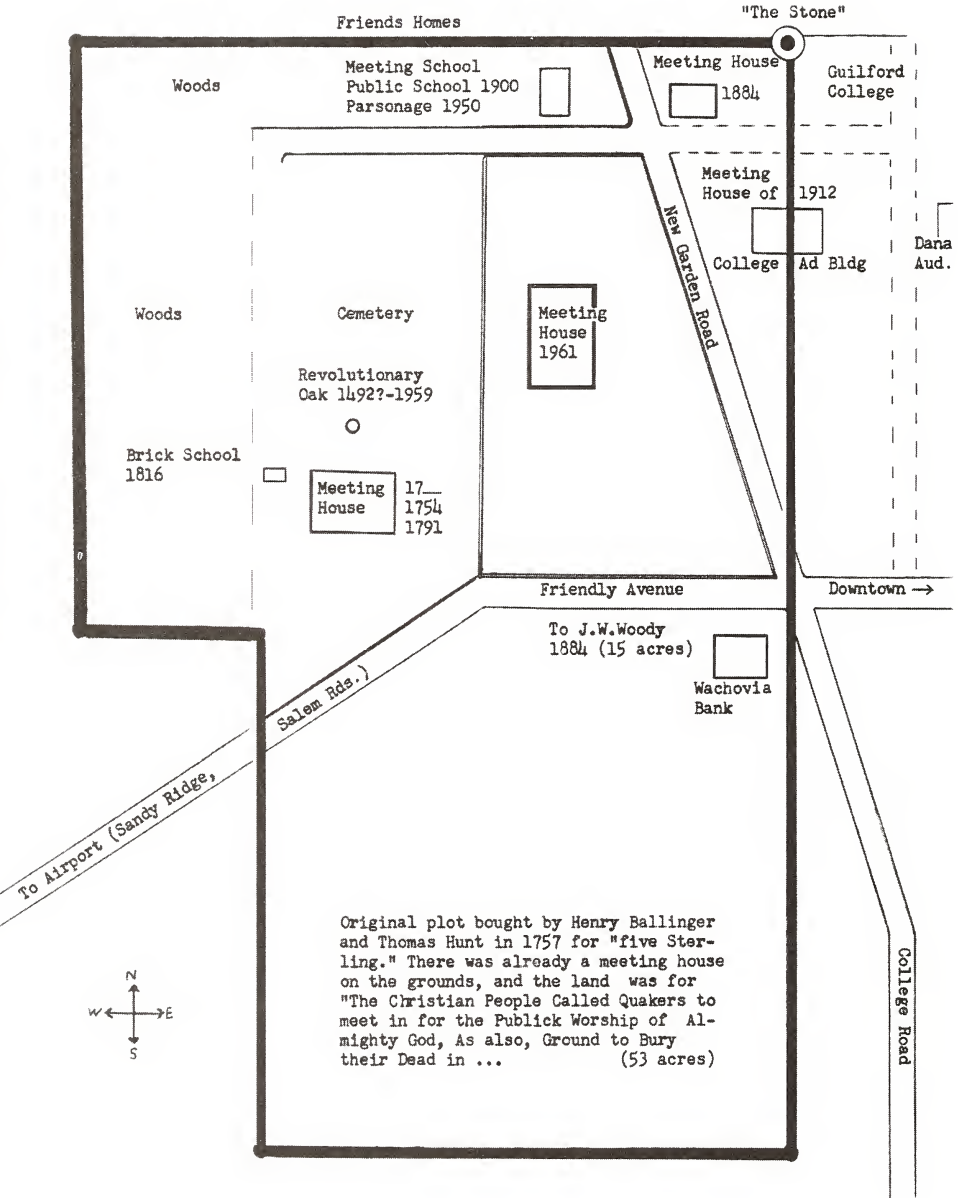 "The Stone"
Friends Homes
Woods
Meeting School
Public School 1900
Parsonage 1950
Meeting House
1884
Guilford
College
Meeting
House of 1912
College Ad Bldg
Dana
Aud.
New Garden Road
Woods
Cemetery
Meeting
House
1961
Revolutionary
Oak 1492?-1959
Brick School
1816
Meeting
House
17__
1754
1791
Friendly Avenue
Downtown →
To J.W.Woody
1884 (15 acres)
Wachovia
Bank
To Airport (Sandy Ridge,
Salem Rds.)
Original plot bought by Henry Ballinger
and Thomas Hunt in 1757 for "five Ster-
ling." There was already a meeting house
on the grounds, and the land was for
"The Christian People Called Quakers to
meet in for the Publick Worship of Al-
mighty God, As also, Ground to Bury
their Dead in ... (53 acres)
N
W E
S
College Road